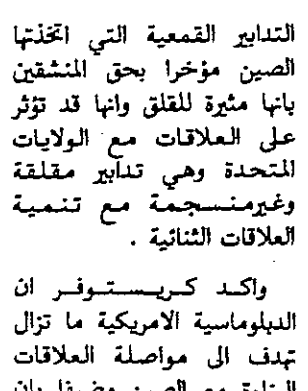 التدابير القمعية التي اتخذتها
الصين مؤخرا بحق المنشقين
بانها مثيرة للقلق وانها قد تؤثر
على العلاقات مع الولايات
المتحدة وهي تدابير مقلقة
وغيرمنسجمة مع تنمية
العلاقات الثنائية .
واكد كريستوفر ان
الدبلوماسية الامريكية ما تزال
تهدف الى مواصلة العلاقات
مع الصين